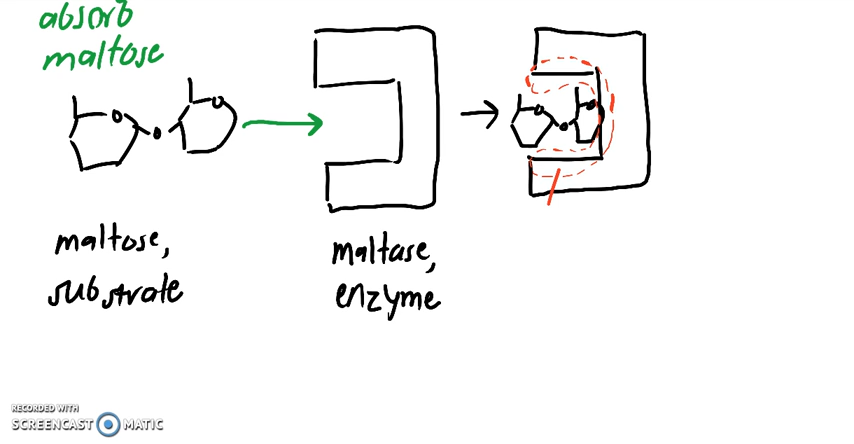 absorb
maltose
O
O
O
O
O
O
maltose,
substrate
maltase,
enzyme
RECORDED WITH
SCREENCAST MATIC